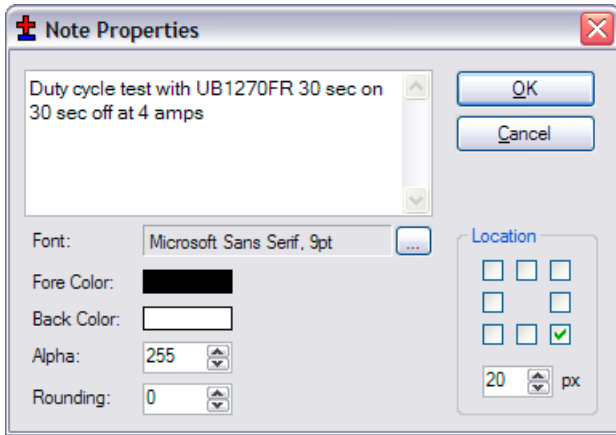 Note Properties
Duty cycle test with UB1270FR 30 sec on
30 sec off at 4 amps
OK
Cancel
Font:
Microsoft Sans Serif, 9pt
...
Location
Fore Color:
Back Color:
Alpha:
255
Rounding:
0
20
px